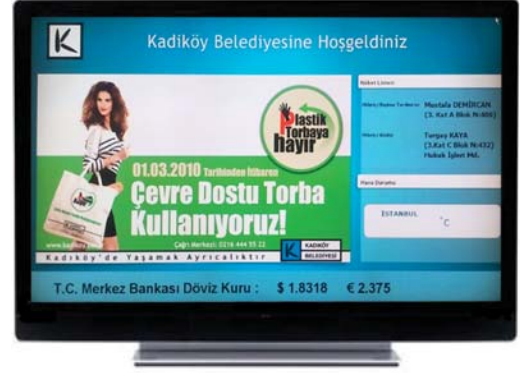 K
Kadıköy Belediyesine Hoşgeldiniz
Plastik
Torbaya
hayır
01.03.2010 Tarihinden İtibaren
Çevre Dostu Torba
Kullanıyoruz!
Çağrı Merkezi: 0216 444 55 22
K KADIKÖY
BELEDİYESİ
Kadıköy'de Yaşamak Ayrıcalıktır
Nöbet Listesi
Mustafa DEMİRCAN
(3. Kat A Blok N:406)
Turgay KAYA
(3.Kat C Blok N:432)
Hukuk İşleri Md.
Hava Durumu
İSTANBUL
°C
T.C. Merkez Bankası Döviz Kuru : $ 1.8318 € 2.375